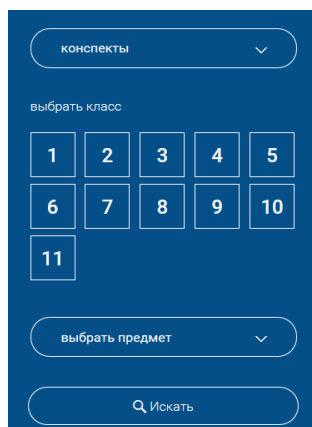 конспекты
выбрать класс
1 2 3 4 5
6 7 8 9 10
11
выбрать предмет
Искать